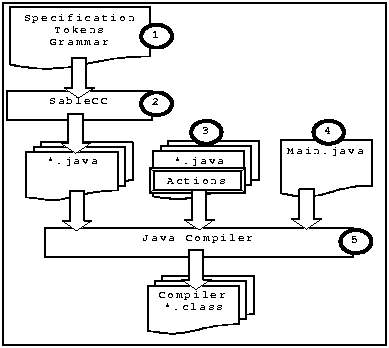 Specification
Tokens
Grammar
1
SableCC
2
*.java
3
*.java
Actions
4
Main.java
Java Compiler
5
Compiler
*.class